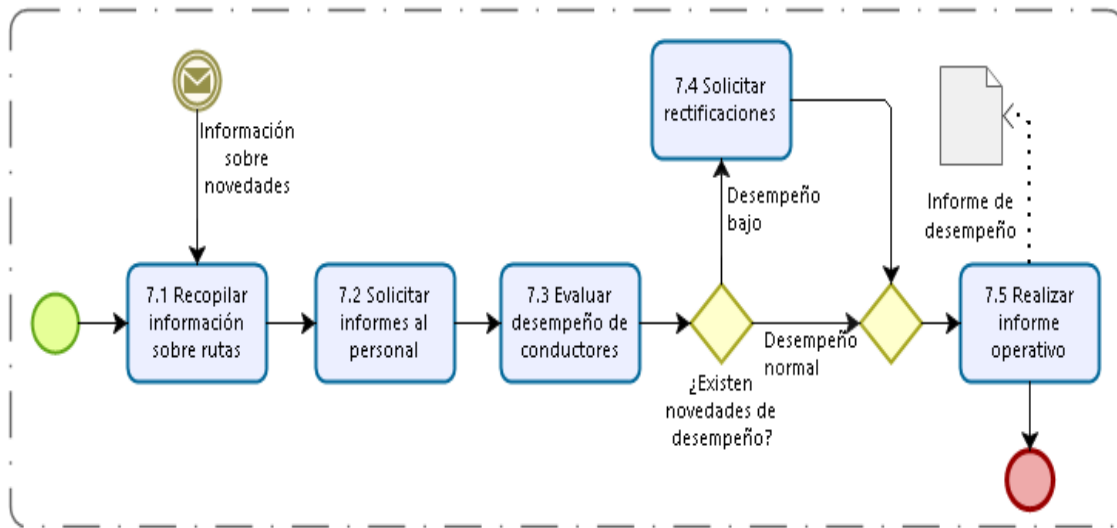 Información
sobre
novedades
7.1 Recopilar
información
sobre rutas
7.2 Solicitar
informes al
personal
7.3 Evaluar
desempeño de
conductores
¿Existen
novedades de
desempeño?
Desempeño
bajo
7.4 Solicitar
rectificaciones
Desempeño
normal
Informe de
desempeño
7.5 Realizar
informe
operativo